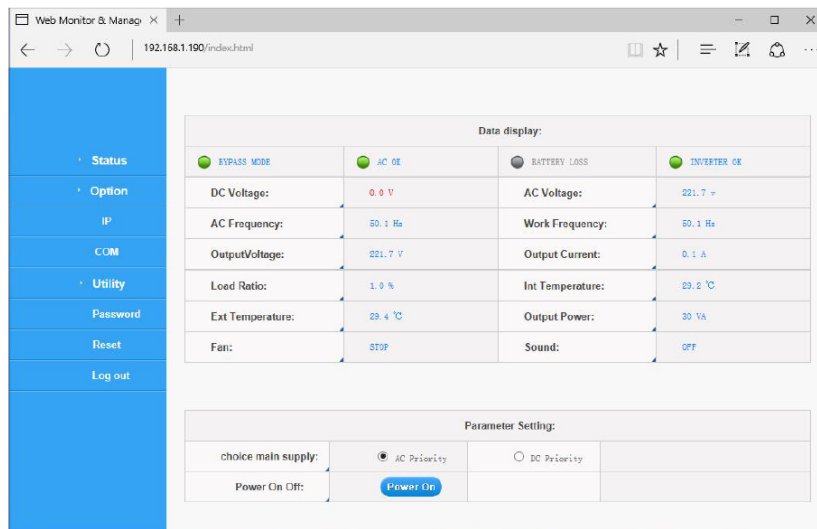 Web Monitor & Manag
192.168.1.190/index.html
Data display:
Status
BYPASS MODE
AC OK
BATTERY LOSS
INVERTER OK
Option
DC Voltage:
0.0 V
AC Voltage:
221.7 v
IP
AC Frequency:
50.1 Hz
Work Frequency:
50.1 Hz
COM
OutputVoltage:
221.7 V
Output Current:
0.1 A
Utility
Load Ratio:
1.0 %
Int Temperature:
29.2 ℃
Password
Ext Temperature:
29.4 ℃
Output Power:
30 VA
Reset
Fan:
STOP
Sound:
OFF
Log out
Parameter Setting:
choice main supply:
AC Priority
DC Priority
Power On Off:
Power On